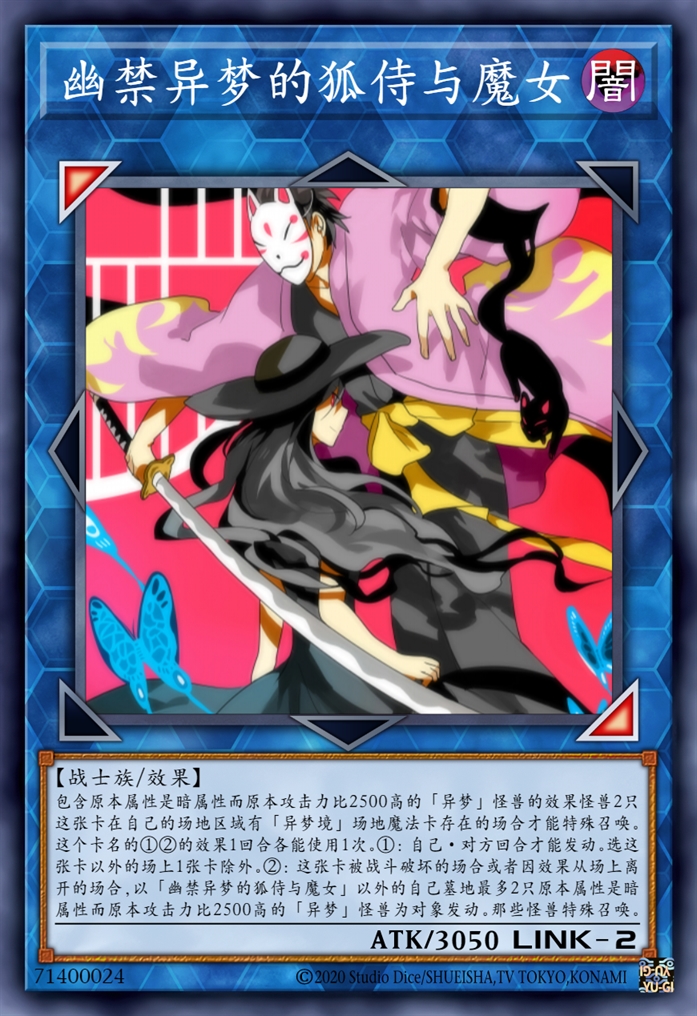 幽禁异梦的狐侍与魔女 闇
【战士族/效果】
包含原本属性是暗属性而原本攻击力比2500高的「异梦」怪兽的效果怪兽2只
这张卡在自己的场地区域有「异梦境」场地魔法卡存在的场合才能特殊召唤。
这个卡名的①②的效果1回合各能使用1次。①：自己・对方回合才能发动。选这
张卡以外的场上1张卡除外。②：这张卡被战斗破坏的场合或者因效果从场上离
开的场合，以「幽禁异梦的狐侍与魔女」以外的自己墓地最多2只原本属性是暗
属性而原本攻击力比2500高的「异梦」怪兽为对象发动。那些怪兽特殊召唤。
ATK/3050 LINK-2
71400024 ©2020 Studio Dice/SHUEISHA,TV TOKYO,KONAMI